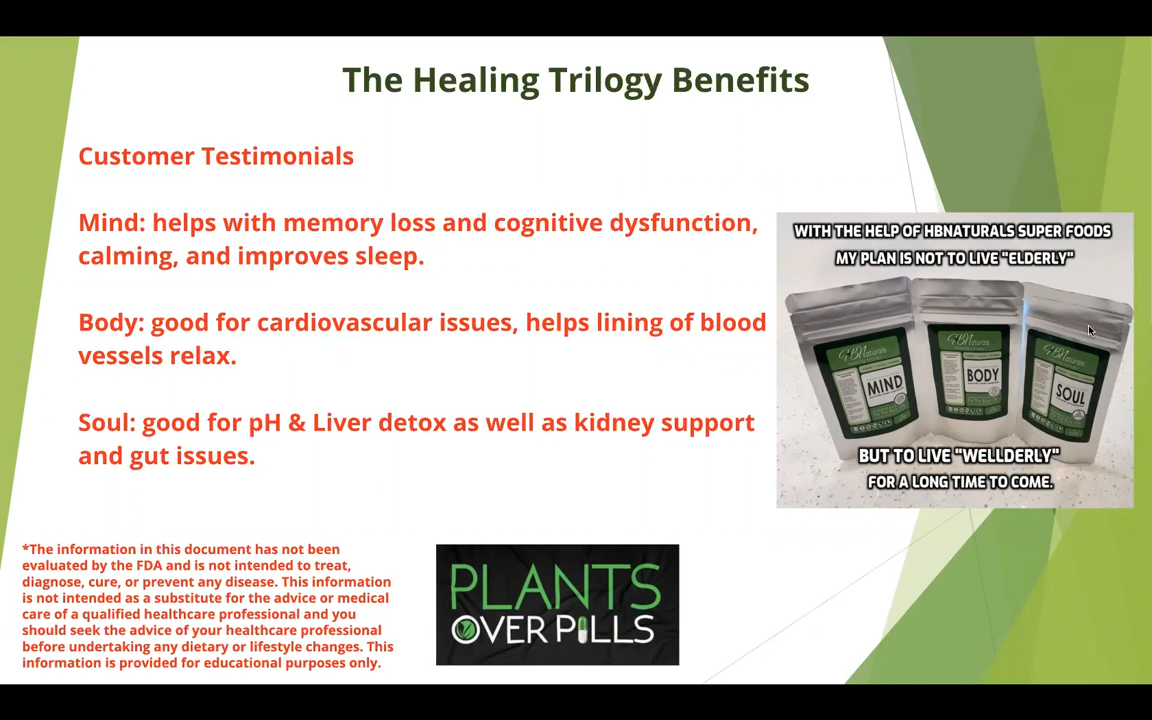 The Healing Trilogy Benefits
Customer Testimonials
Mind: helps with memory loss and cognitive dysfunction,
calming, and improves sleep.
Body: good for cardiovascular issues, helps lining of blood
vessels relax.
Soul: good for pH & Liver detox as well as kidney support
and gut issues.
WITH THE HELP OF HBNATURALS SUPER FOODS
MY PLAN IS NOT TO LIVE "ELDERLY"
HBNaturals
MIND
HBNaturals
BODY
HBNaturals
SOUL
BUT TO LIVE "WELLDERLY"
FOR A LONG TIME TO COME.
*The information in this document has not been
evaluated by the FDA and is not intended to treat,
diagnose, cure, or prevent any disease. This information
is not intended as a substitute for the advice or medical
care of a qualified healthcare professional and you
should seek the advice of your healthcare professional
before undertaking any dietary or lifestyle changes. This
information is provided for educational purposes only.
PLANTS
OVER PILLS